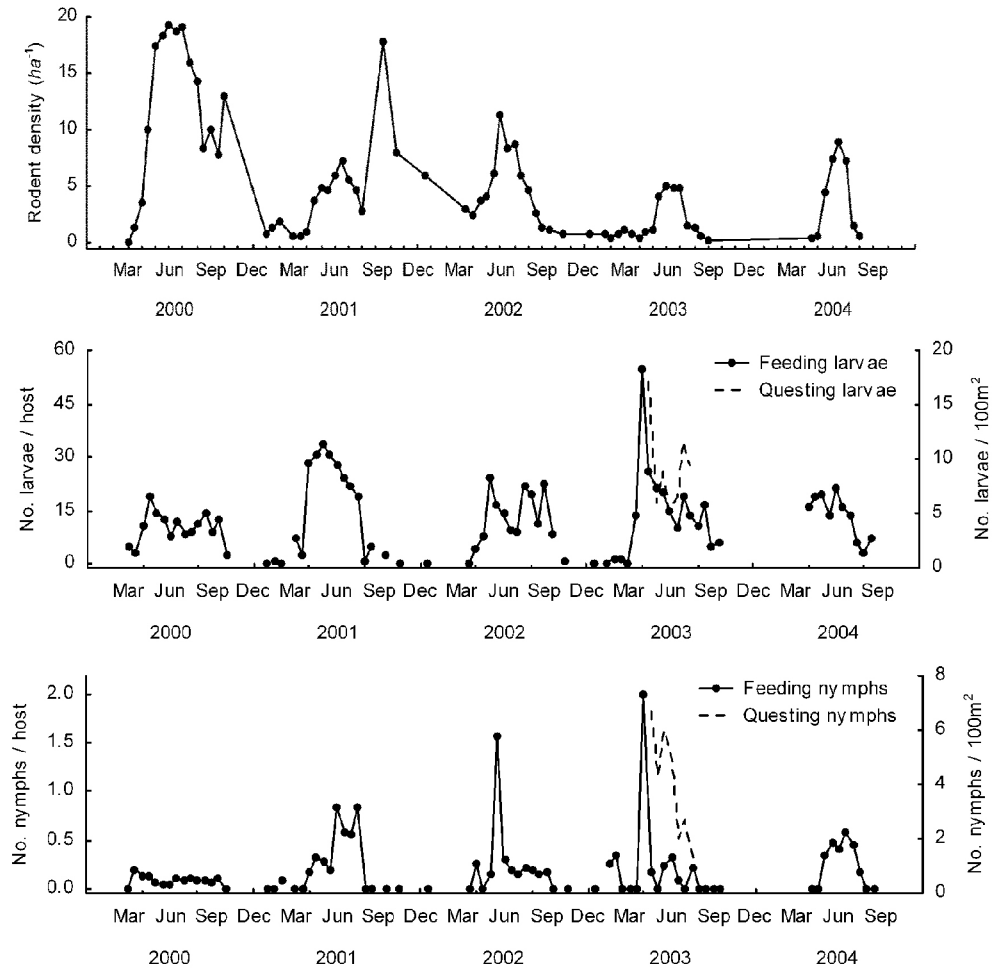 Rodent density (ha⁻¹)
20
15
10
5
0
Mar Jun Sep Dec Mar Jun Sep Dec Mar Jun Sep Dec Mar Jun Sep Dec Mar Jun Sep
2000 2001 2002 2003 2004
No. larvae / host
60
45
30
15
0
Feeding larvae
Questing larvae
20
15
10
5
0
No. larvae / 100m²
Mar Jun Sep Dec Mar Jun Sep Dec Mar Jun Sep Dec Mar Jun Sep Dec Mar Jun Sep
2000 2001 2002 2003 2004
No. nymphs / host
2.0
1.5
1.0
0.5
0.0
Feeding nymphs
Questing nymphs
8
6
4
2
0
No. nymphs / 100m²
Mar Jun Sep Dec Mar Jun Sep Dec Mar Jun Sep Dec Mar Jun Sep Dec Mar Jun Sep
2000 2001 2002 2003 2004